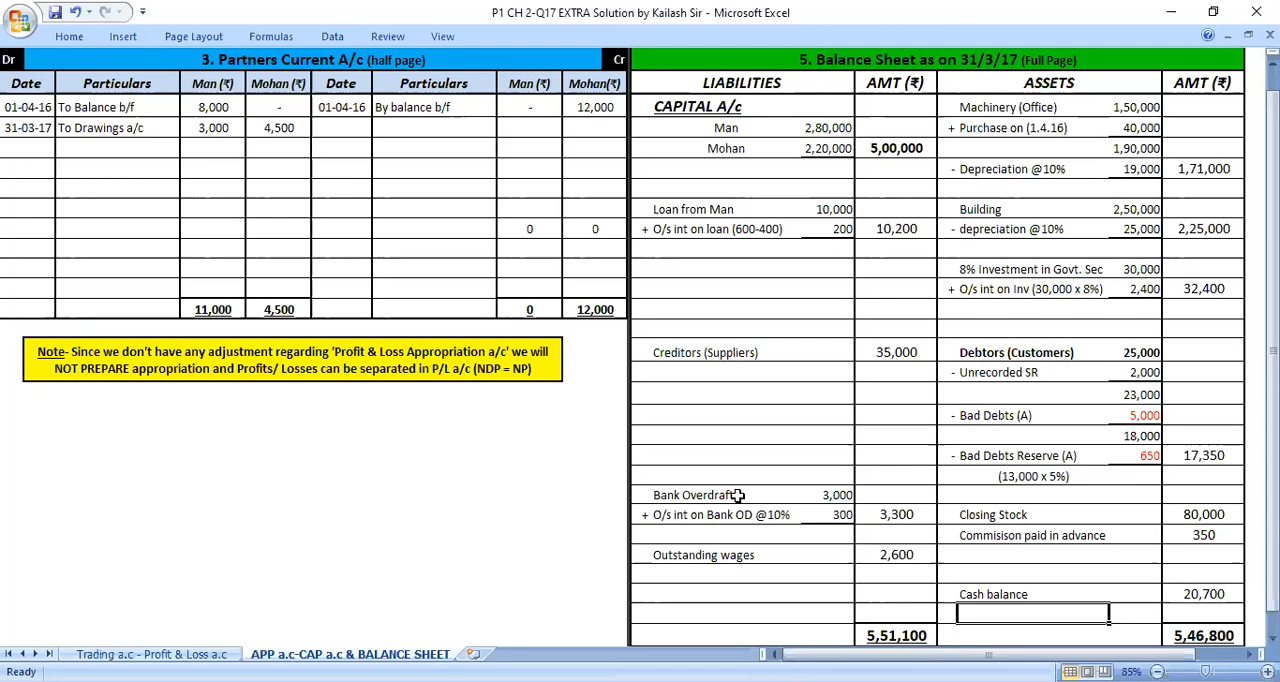 P1 CH 2-Q17 EXTRA Solution by Kailash Sir - Microsoft Excel
Home Insert Page Layout Formulas Data Review View
Dr 3. Partners Current A/c (half page) Cr
Date Particulars Man (₹) Mohan (₹) Date Particulars Man (₹) Mohan(₹)
01-04-16 To Balance b/f 8,000 - 01-04-16 By balance b/f - 12,000
31-03-17 To Drawings a/c 3,000 4,500
0 0
11,000 4,500 0 12,000
Note- Since we don't have any adjustment regarding 'Profit & Loss Appropriation a/c' we will
NOT PREPARE appropriation and Profits/ Losses can be separated in P/L a/c (NDP = NP)
5. Balance Sheet as on 31/3/17 (Full Page)
LIABILITIES AMT (₹) ASSETS AMT (₹)
CAPITAL A/c Machinery (Office) 1,50,000
Man 2,80,000 + Purchase on (1.4.16) 40,000
Mohan 2,20,000 5,00,000 1,90,000
- Depreciation @10% 19,000 1,71,000
Loan from Man 10,000 Building 2,50,000
+ O/s int on loan (600-400) 200 10,200 - depreciation @10% 25,000 2,25,000
8% Investment in Govt. Sec 30,000
+ O/s int on Inv (30,000 x 8%) 2,400 32,400
Creditors (Suppliers) 35,000 Debtors (Customers) 25,000
- Unrecorded SR 2,000
23,000
- Bad Debts (A) 5,000
18,000
- Bad Debts Reserve (A) 650 17,350
(13,000 x 5%)
Bank Overdraft 3,000
+ O/s int on Bank OD @10% 300 3,300 Closing Stock 80,000
Commision paid in advance 350
Outstanding wages 2,600
Cash balance 20,700
5,51,100 5,46,800
Trading a.c - Profit & Loss a.c APP a.c-CAP a.c & BALANCE SHEET
Ready 85%